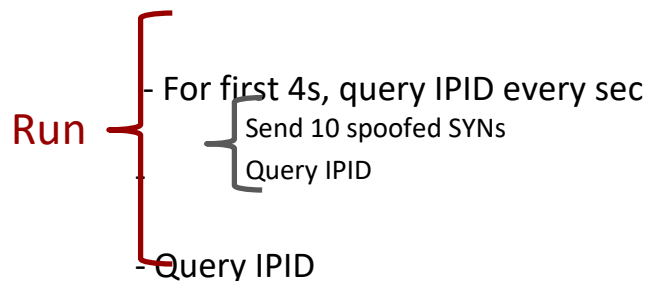 - For first 4s, query IPID every sec
Run
Send 10 spoofed SYNs
-
Query IPID
- Query IPID